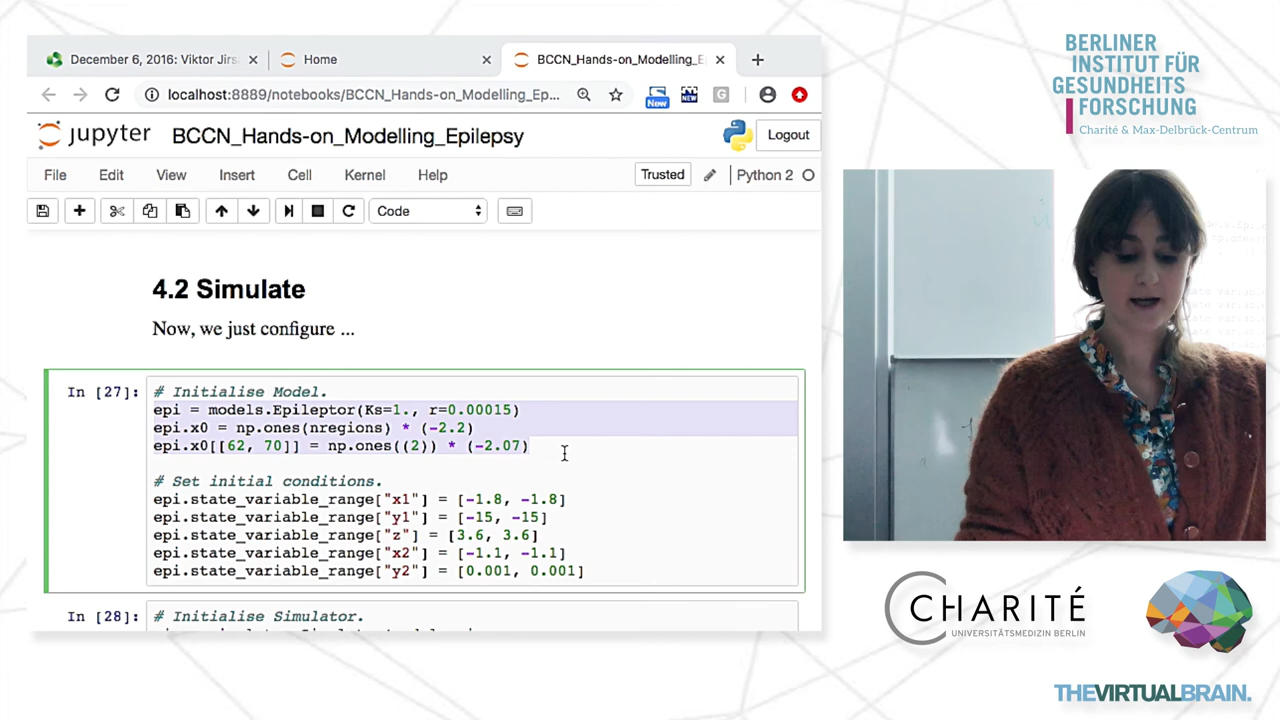 December 6, 2016: Viktor Jirs
Home
BCCN_Hands-on_Modelling_E
localhost:8889/notebooks/BCCN_Hands-on_Modelling_Ep...
New
NEW
G
jupyter
BCCN_Hands-on_Modelling_Epilepsy
Logout
File Edit View Insert Cell Kernel Help
Trusted
Python 2
Code
4.2 Simulate
Now, we just configure ...
In [27]:
# Initialise Model.
epi = models.Epileptor(Ks=1., r=0.00015)
epi.x0 = np.ones(nregions) * (-2.2)
epi.x0[[62, 70]] = np.ones((2)) * (-2.07)
# Set initial conditions.
epi.state_variable_range["x1"] = [-1.8, -1.8]
epi.state_variable_range["y1"] = [-15, -15]
epi.state_variable_range["z"] = [3.6, 3.6]
epi.state_variable_range["x2"] = [-1.1, -1.1]
epi.state_variable_range["y2"] = [0.001, 0.001]
In [28]:
# Initialise Simulator.
BERLINER
INSTITUT FÜR
GESUNDHEITS
FORSCHUNG
Charité & Max-Delbrück-Centrum
CHARITÉ
UNIVERSITÄTSMEDIZIN BERLIN
THEVIRTUALBRAIN.